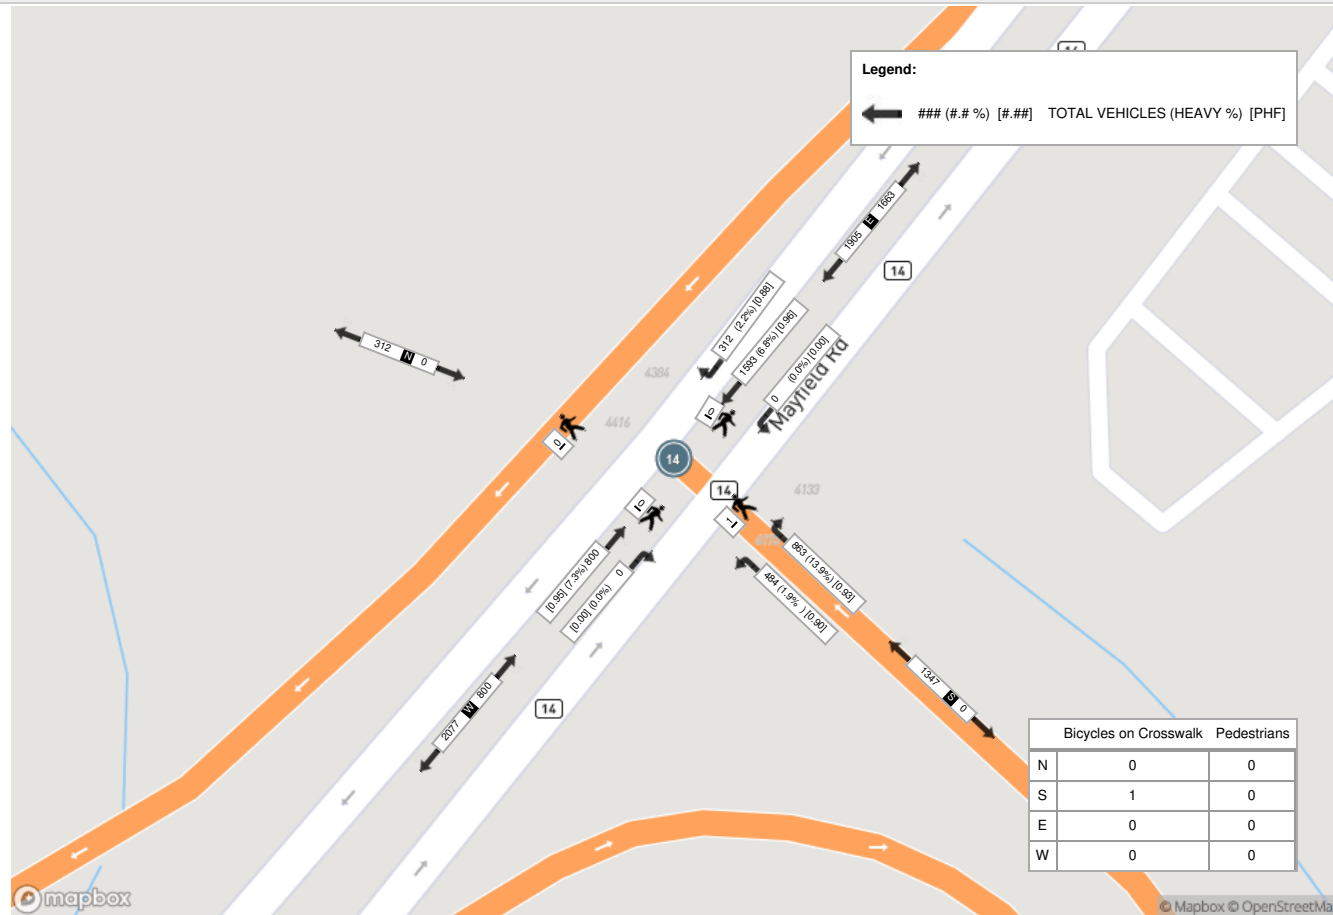 14
Legend:
### (#.# %) [#.##] TOTAL VEHICLES (HEAVY %) [PHF]
1905 E 1663
14
312 (2.2%) [0.88]
1593 (6.8%) [0.96]
0 (0.0%) [0.00]
Mayfield Rd
312 N 0
4384
4416
0
0
14
14
4133
0
1
863 (13.9%) [0.93]
484 (1.9% ) [0.90]
[0.95] (7.3%) 800
[0.00] (0.0%) 0
1347 S 0
2077 W 800
14
Bicycles on Crosswalk Pedestrians
N 0 0
S 1 0
E 0 0
W 0 0
mapbox
© Mapbox © OpenStreetMa